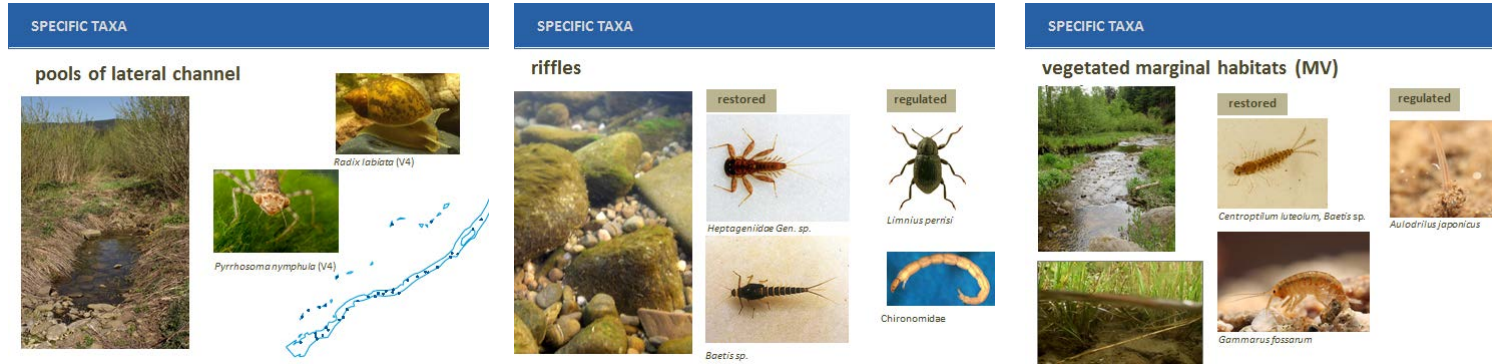 SPECIFIC TAXA
pools of lateral channel
Radix labiata (V4)
Pyrrhosoma nymphula (V4)
SPECIFIC TAXA
riffles
restored
regulated
Heptageniidae Gen. sp.
Limnius perrisi
Baetis sp.
Chironomidae
SPECIFIC TAXA
vegetated marginal habitats (MV)
restored
regulated
Centroptilum luteolum, Baetis sp.
Aulodrilus japonicus
Gammarus fossarum